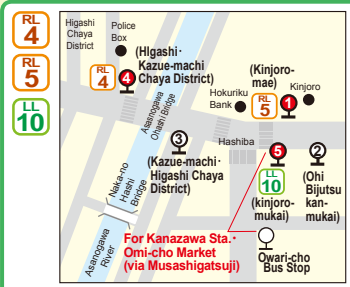 RL
4
RL
5
LL
10
Higashi
Chaya
District
Police
Box
(HIgashi·
Kazue-machi
Chaya District)
4
RL
4
Asanogawa
Ohashi Bridge
(Kinjoro-
mae)
Hokuriku
Bank
RL
5
1
Kinjoro
Hashiba
3
(Kazue-machi·
Higashi Chaya
District)
5
LL
10
(kinjoro-
mukai)
2
(Ohi
Bijutsu
kan-
mukai)
Naka-no
Hashi
Bridge
Asanogawa
River
For Kanazawa Sta.·
Omi-cho Market
(via Musashigatsuji)
Owari-cho
Bus Stop